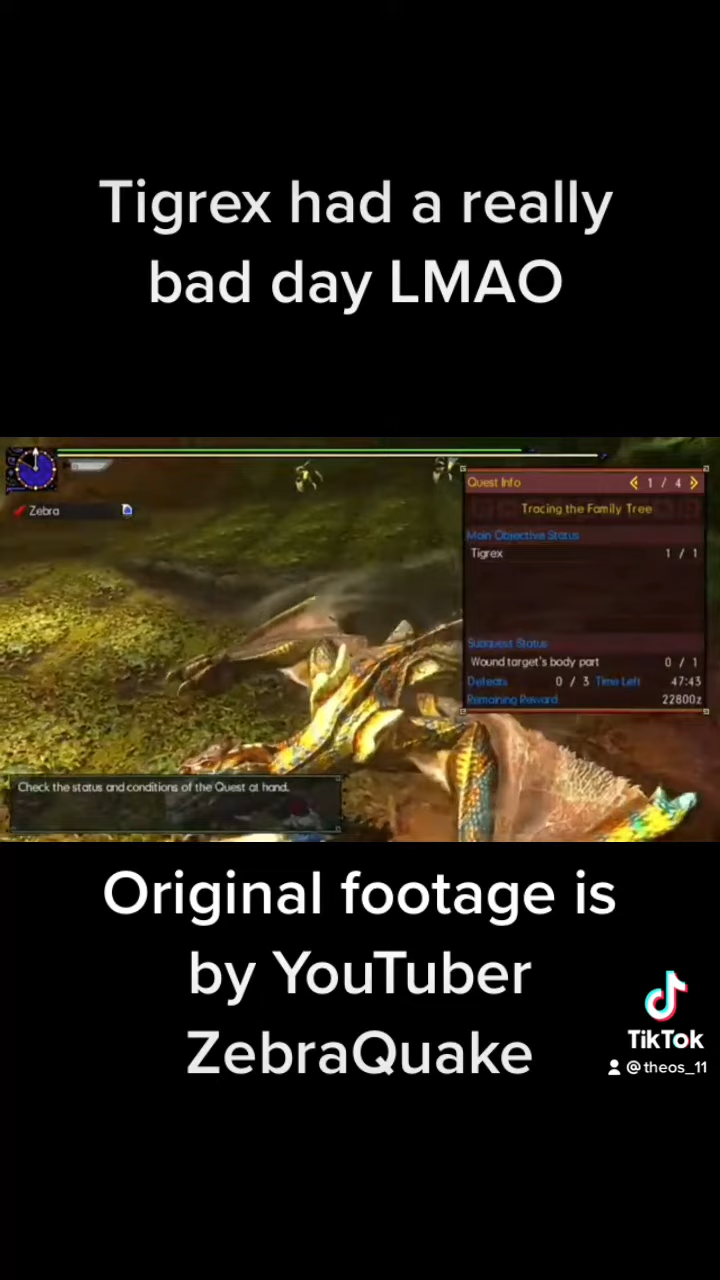 Tigrex had a really
bad day LMAO
Zebra
Quest Info 1 / 4
Tracing the Family Tree
Main Objective Status
Tigrex 1 / 1
Subquest Status
Wound target's body part 0 / 1
Defeats 0 / 3 Time Left 47:43
Remaining Reward 22800z
Check the status and conditions of the Quest at hand.
Original footage is
by YouTuber
ZebraQuake
TikTok
@theos_11